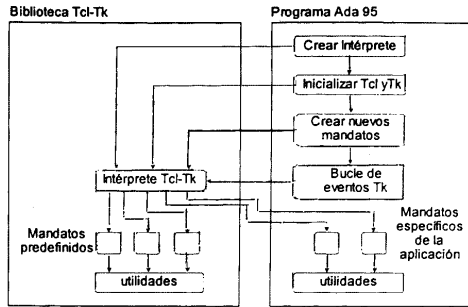 Biblioteca Tcl-Tk
Programa Ada 95
Crear Intérprete
Inicializar Tcl yTk
Crear nuevos
mandatos
Intérprete Tcl-Tk
Bucle de
eventos Tk
Mandatos
predefinidos
Mandatos
específicos
de la
aplicación
utilidades
utilidades